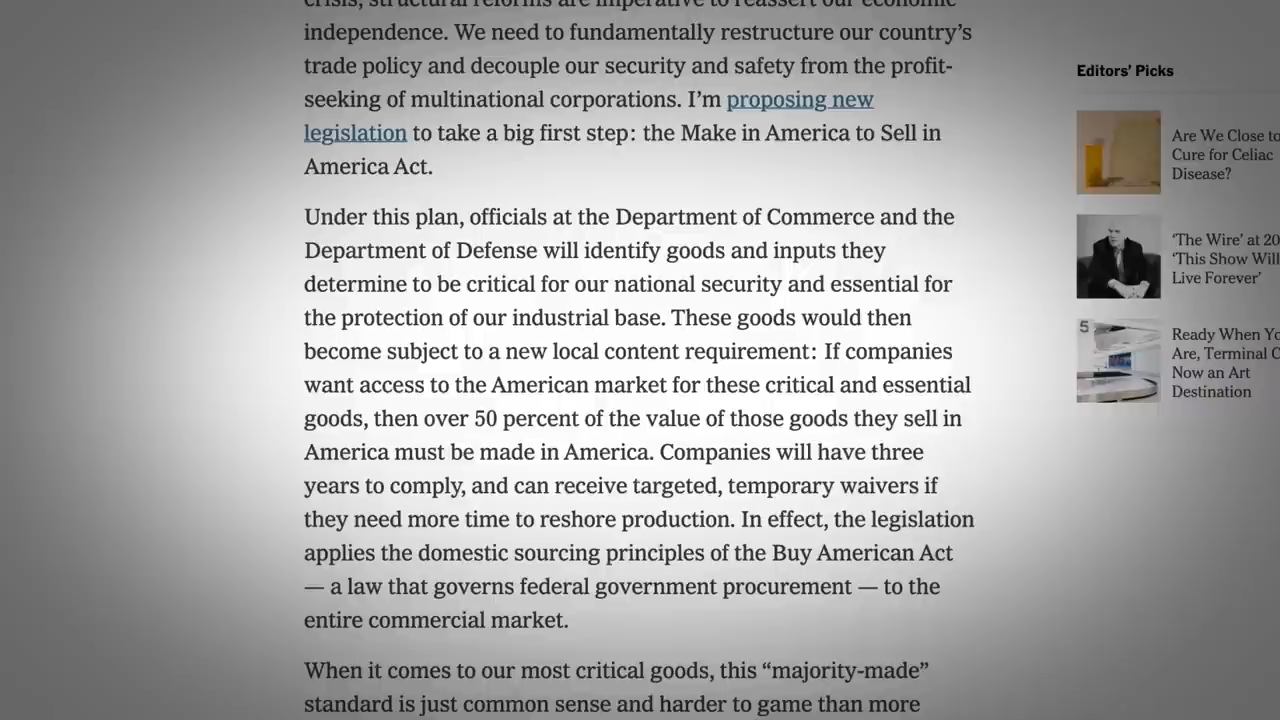 crisis, structural reforms are imperative to reassert our economic
independence. We need to fundamentally restructure our country’s
trade policy and decouple our security and safety from the profit-
seeking of multinational corporations. I’m proposing new
legislation to take a big first step: the Make in America to Sell in
America Act.
Under this plan, officials at the Department of Commerce and the
Department of Defense will identify goods and inputs they
determine to be critical for our national security and essential for
the protection of our industrial base. These goods would then
become subject to a new local content requirement: If companies
want access to the American market for these critical and essential
goods, then over 50 percent of the value of those goods they sell in
America must be made in America. Companies will have three
years to comply, and can receive targeted, temporary waivers if
they need more time to reshore production. In effect, the legislation
applies the domestic sourcing principles of the Buy American Act
— a law that governs federal government procurement — to the
entire commercial market.
When it comes to our most critical goods, this “majority-made”
standard is just common sense and harder to game than more
Editors’ Picks
Are We Close to
Cure for Celiac
Disease?
‘The Wire’ at 20
‘This Show Will
Live Forever’
5
Ready When Yo
Are, Terminal C
Now an Art
Destination